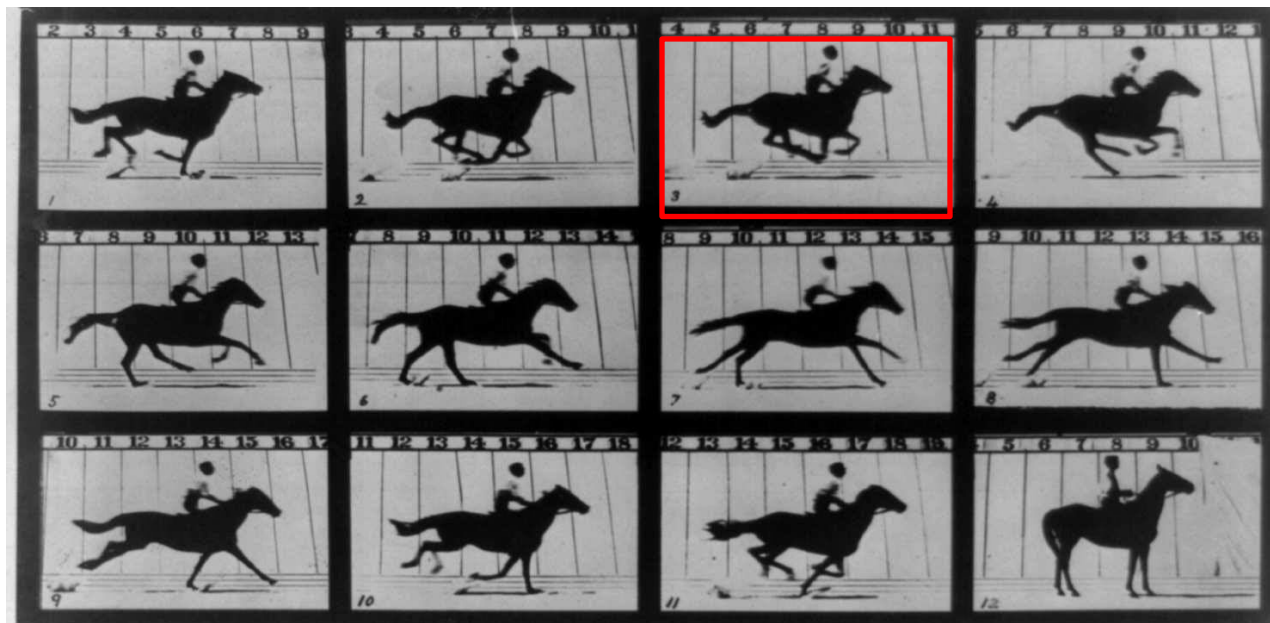 2 3 4 5 6 7 8 9
1
3 4 5 6 7 8 9 10
2
4 5 6 7 8 9 10 11
3
5 6 7 8 9 10 11 12
4
6 7 8 9 10 11 12 13
5
7 8 9 10 11 12 13 14
6
8 9 10 11 12 13 14 15
7
9 10 11 12 13 14 15 16
8
10 11 12 13 14 15 16 17
9
11 12 13 14 15 16 17 18
10
12 13 14 15 16 17 18 19
11
5 6 7 8 9 10
12